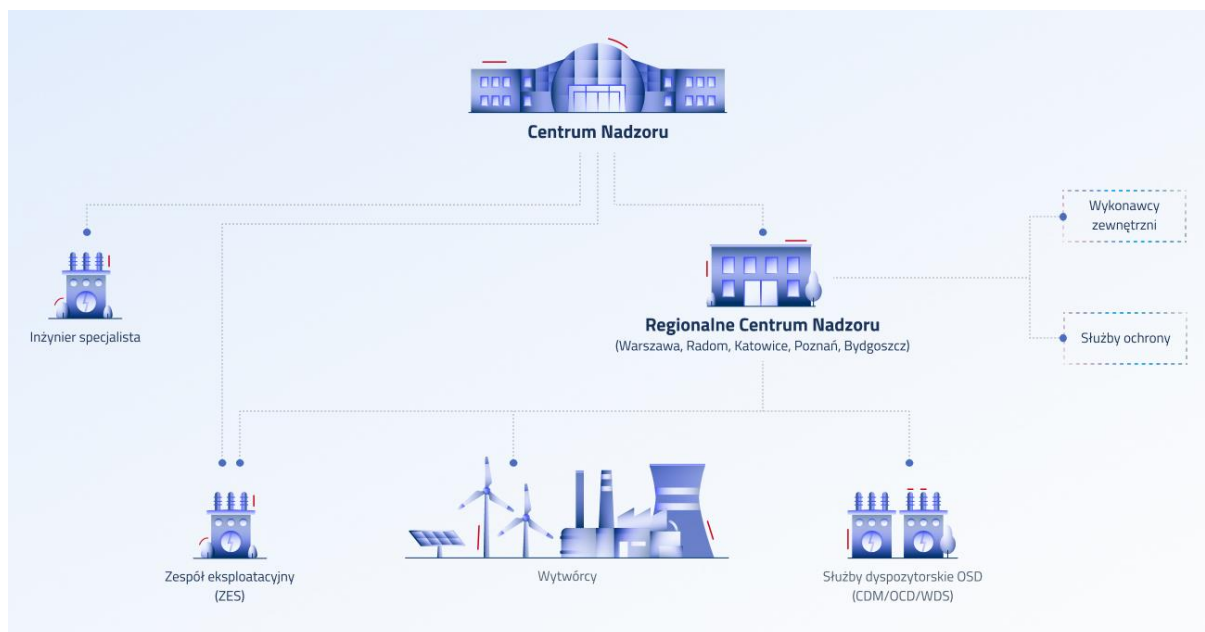 Centrum Nadzoru
Wykonawcy
zewnętrzni
Inżynier specjalista
Regionalne Centrum Nadzoru
(Warszawa, Radom, Katowice, Poznań, Bydgoszcz)
Służby ochrony
Zespół eksploatacyjny
(ZES)
Wytwórcy
Służby dyspozytorskie OSD
(CDM/OCD/WDS)